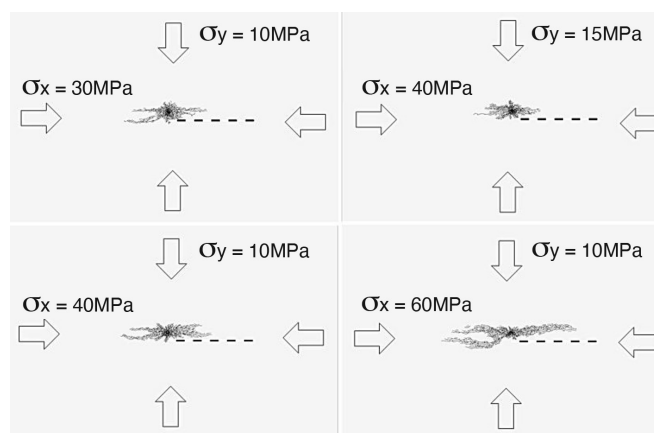 σy = 10MPa
σx = 30MPa
σy = 15MPa
σx = 40MPa
σy = 10MPa
σx = 40MPa
σy = 10MPa
σx = 60MPa